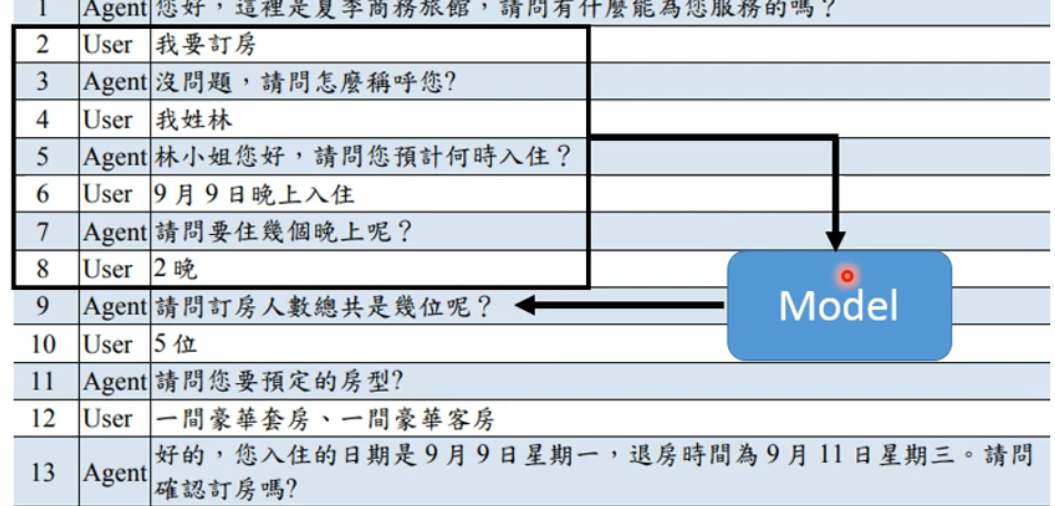 1 Agent 您好，這裡是夏季商務旅館，請問有什麼能為您服務的嗎？
2 User 我要訂房
3 Agent 沒問題，請問怎麼稱呼您?
4 User 我姓林
5 Agent 林小姐您好，請問您預計何時入住？
6 User 9 月 9 日晚上入住
7 Agent 請問要住幾個晚上呢？
8 User 2 晚
9 Agent 請問訂房人數總共是幾位呢？
Model
10 User 5 位
11 Agent 請問您要預定的房型?
12 User 一間豪華套房、一間豪華客房
13 Agent 好的，您入住的日期是 9 月 9 日星期一，退房時間為 9 月 11 日星期三。請問
確認訂房嗎?